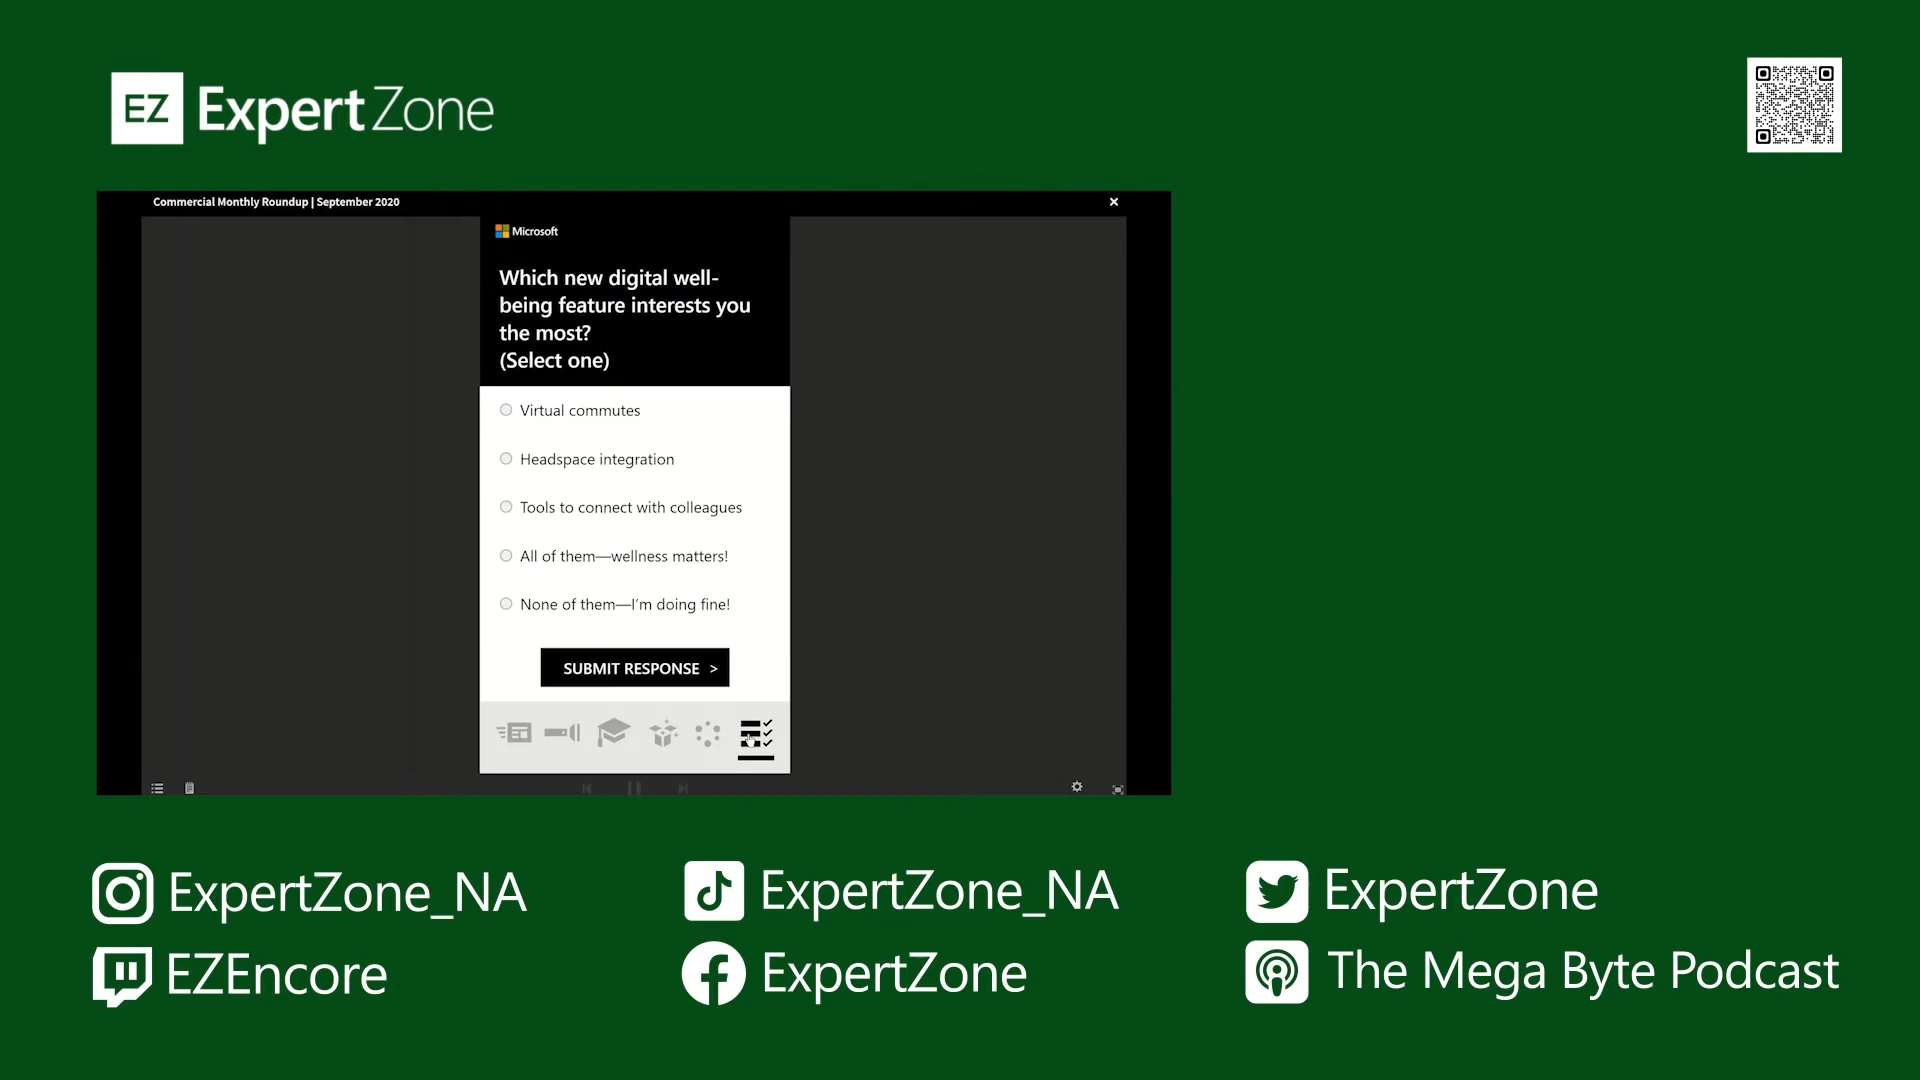 EZ Expert Zone
Commercial Monthly Roundup | September 2020
Microsoft
Which new digital well-
being feature interests you
the most?
(Select one)
Virtual commutes
Headspace integration
Tools to connect with colleagues
All of them—wellness matters!
None of them—I'm doing fine!
SUBMIT RESPONSE >
ExpertZone_NA
ExpertZone_NA
ExpertZone
EZEncore
ExpertZone
The Mega Byte Podcast